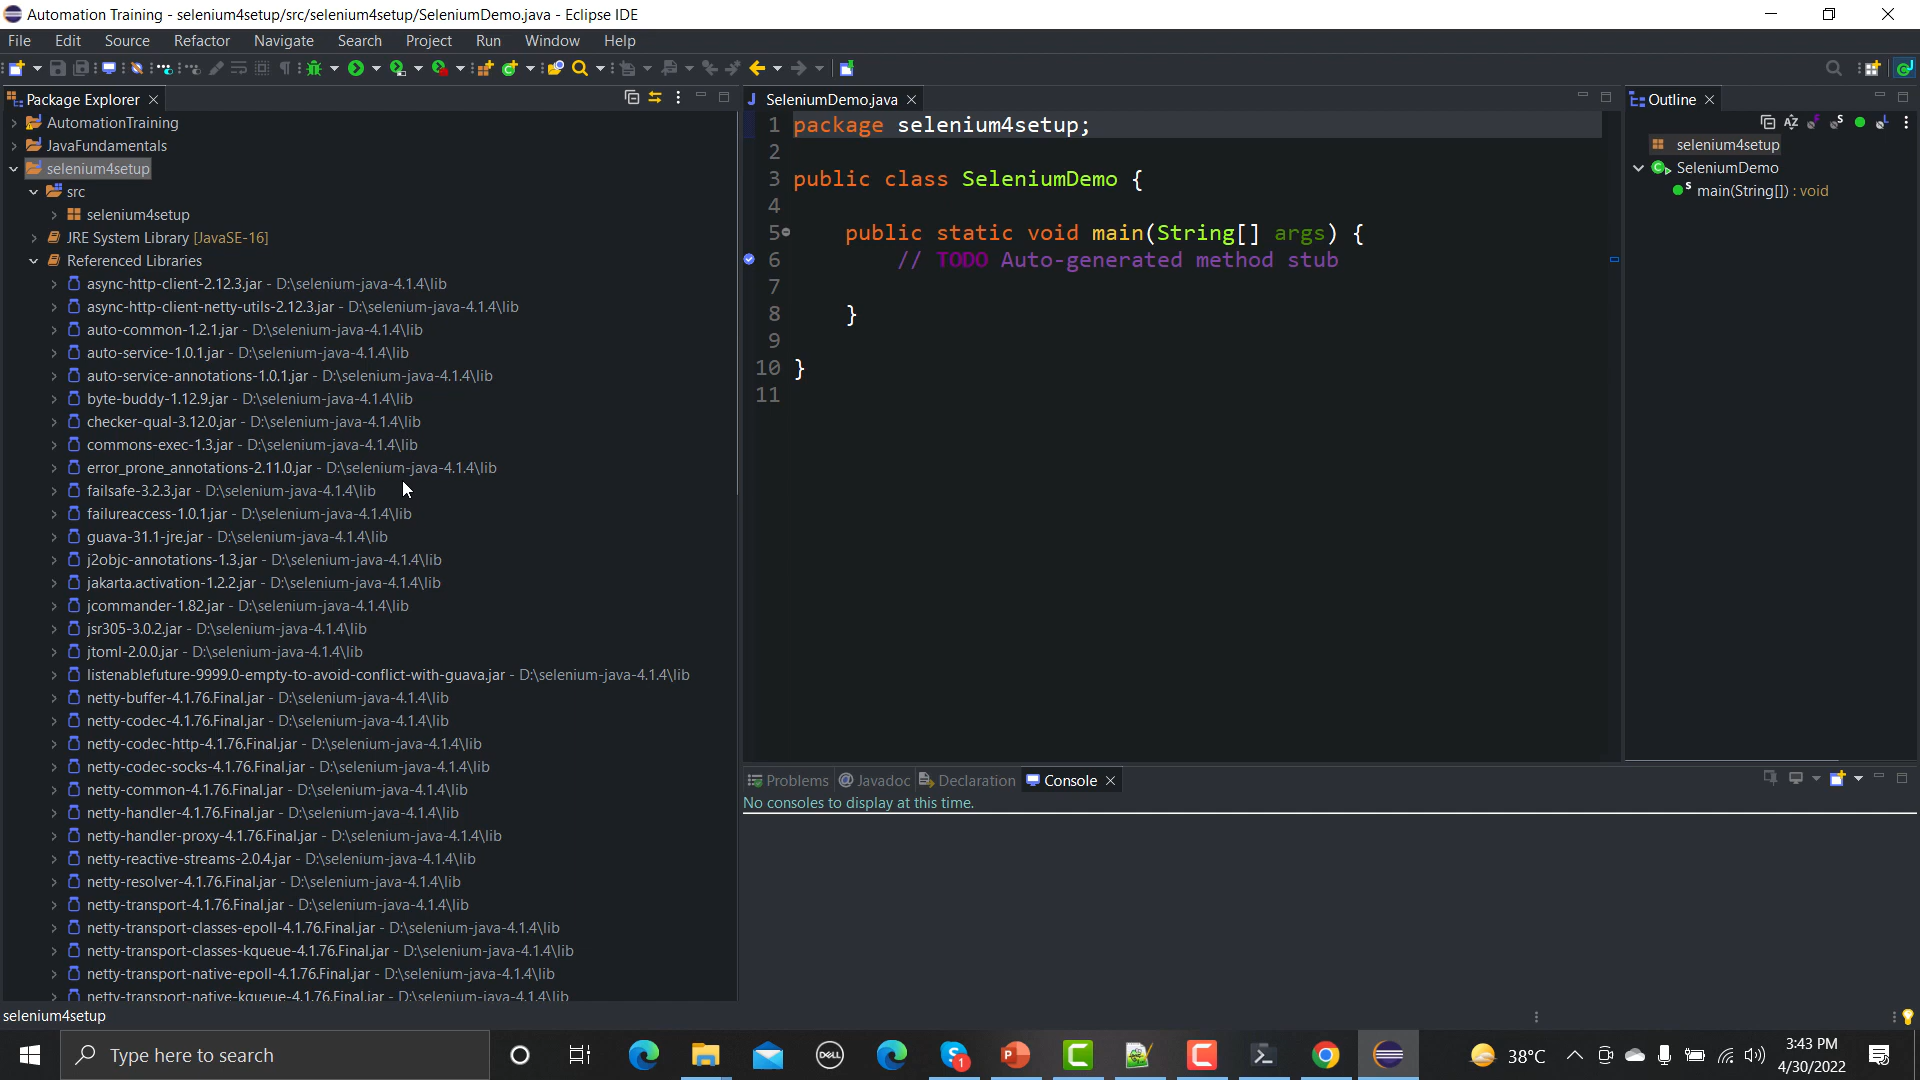 Automation Training - selenium4setup/src/selenium4setup/SeleniumDemo.java - Eclipse IDE
File Edit Source Refactor Navigate Search Project Run Window Help
Package Explorer
AutomationTraining
JavaFundamentals
selenium4setup
src
selenium4setup
JRE System Library [JavaSE-16]
Referenced Libraries
async-http-client-2.12.3.jar - D:\selenium-java-4.1.4\lib
async-http-client-netty-utils-2.12.3.jar - D:\selenium-java-4.1.4\lib
auto-common-1.2.1.jar - D:\selenium-java-4.1.4\lib
auto-service-1.0.1.jar - D:\selenium-java-4.1.4\lib
auto-service-annotations-1.0.1.jar - D:\selenium-java-4.1.4\lib
byte-buddy-1.12.9.jar - D:\selenium-java-4.1.4\lib
checker-qual-3.12.0.jar - D:\selenium-java-4.1.4\lib
commons-exec-1.3.jar - D:\selenium-java-4.1.4\lib
error_prone_annotations-2.11.0.jar - D:\selenium-java-4.1.4\lib
failsafe-3.2.3.jar - D:\selenium-java-4.1.4\lib
failureaccess-1.0.1.jar - D:\selenium-java-4.1.4\lib
guava-31.1-jre.jar - D:\selenium-java-4.1.4\lib
j2objc-annotations-1.3.jar - D:\selenium-java-4.1.4\lib
jakarta.activation-1.2.2.jar - D:\selenium-java-4.1.4\lib
jcommander-1.82.jar - D:\selenium-java-4.1.4\lib
jsr305-3.0.2.jar - D:\selenium-java-4.1.4\lib
jtoml-2.0.0.jar - D:\selenium-java-4.1.4\lib
listenablefuture-9999.0-empty-to-avoid-conflict-with-guava.jar - D:\selenium-java-4.1.4\lib
netty-buffer-4.1.76.Final.jar - D:\selenium-java-4.1.4\lib
netty-codec-4.1.76.Final.jar - D:\selenium-java-4.1.4\lib
netty-codec-http-4.1.76.Final.jar - D:\selenium-java-4.1.4\lib
netty-codec-socks-4.1.76.Final.jar - D:\selenium-java-4.1.4\lib
netty-common-4.1.76.Final.jar - D:\selenium-java-4.1.4\lib
netty-handler-4.1.76.Final.jar - D:\selenium-java-4.1.4\lib
netty-handler-proxy-4.1.76.Final.jar - D:\selenium-java-4.1.4\lib
netty-reactive-streams-2.0.4.jar - D:\selenium-java-4.1.4\lib
netty-resolver-4.1.76.Final.jar - D:\selenium-java-4.1.4\lib
netty-transport-4.1.76.Final.jar - D:\selenium-java-4.1.4\lib
netty-transport-classes-epoll-4.1.76.Final.jar - D:\selenium-java-4.1.4\lib
netty-transport-classes-kqueue-4.1.76.Final.jar - D:\selenium-java-4.1.4\lib
netty-transport-native-epoll-4.1.76.Final.jar - D:\selenium-java-4.1.4\lib
netty-transport-native-kqueue-4.1.76.Final.jar - D:\selenium-java-4.1.4\lib
SeleniumDemo.java
1 package selenium4setup;
2
3 public class SeleniumDemo {
4
5 public static void main(String[] args) {
6 // TODO Auto-generated method stub
7
8 }
9
10 }
11
Outline
selenium4setup
SeleniumDemo
main(String[]) : void
Problems Javadoc Declaration Console
No consoles to display at this time.
selenium4setup
Type here to search
DELL
1
38°C
3:43 PM
4/30/2022